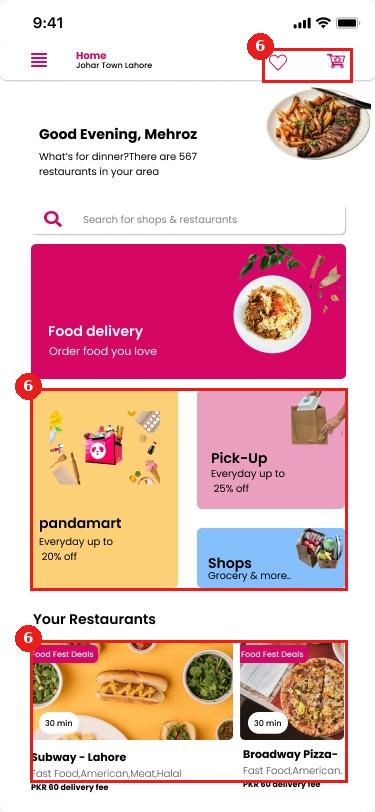 9:41
6
Home
Johar Town Lahore
Good Evening, Mehroz
What's for dinner?There are 567
restaurants in your area
Search for shops & restaurants
Food delivery
Order food you love
6
pandamart
Everyday up to
20% off
Pick-Up
Everyday up to
25% off
Shops
Grocery & more..
Your Restaurants
6
Food Fest Deals
30 min
Subway - Lahore
Fast Food,American,Meat,Halal
PKR 60 delivery fee
Food Fest Deals
30 min
Broadway Pizza-
Fast Food,American.
PKR 60 delivery fee